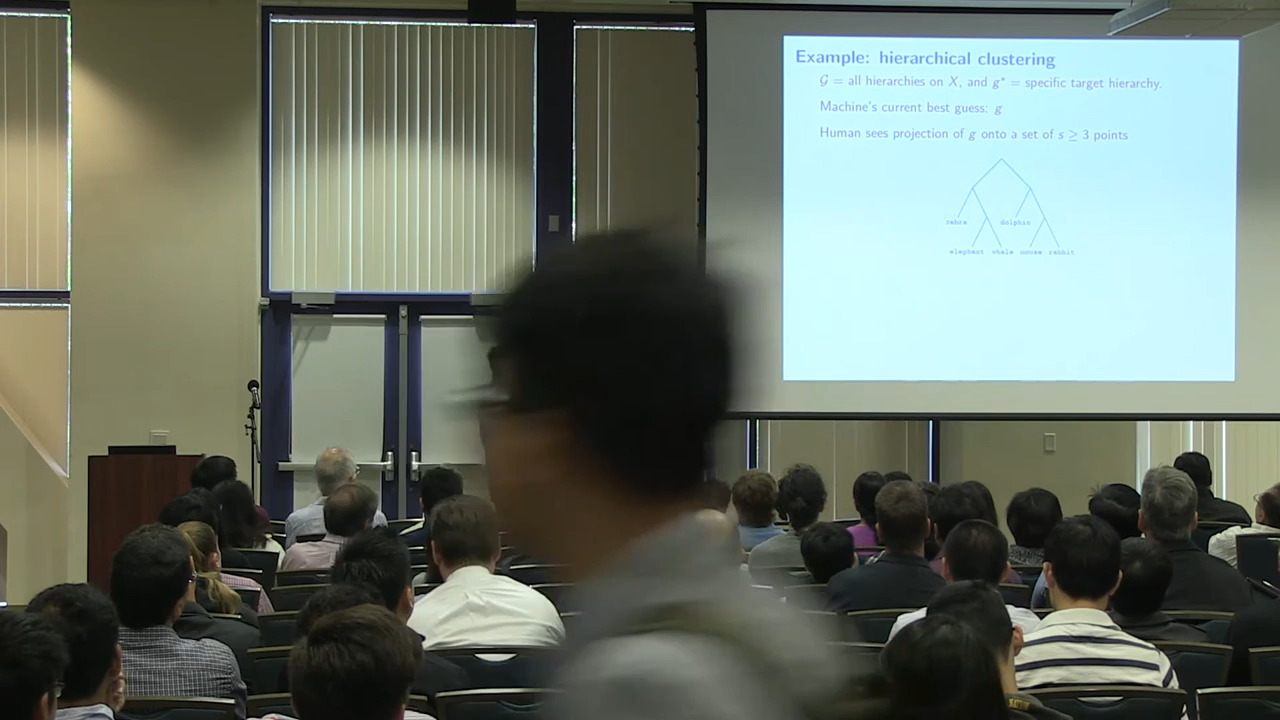 Example: hierarchical clustering
𝒢 = all hierarchies on X, and g* = specific target hierarchy.
Machine's current best guess: g
Human sees projection of g onto a set of s ≥ 3 points
zebra dolphin
elephant whale mouse rabbit